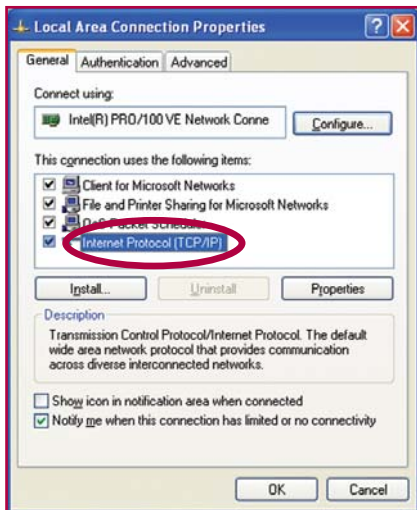 Local Area Connection Properties
General Authentication Advanced
Connect using:
Intel(R) PRO/100 VE Network Conne
Configure...
This connection uses the following items:
Client for Microsoft Networks
File and Printer Sharing for Microsoft Networks
QoS Packet Scheduler
Internet Protocol (TCP/IP)
Install... Uninstall Properties
Description
Transmission Control Protocol/Internet Protocol. The default
wide area network protocol that provides communication
across diverse interconnected networks.
Show icon in notification area when connected
Notify me when this connection has limited or no connectivity
OK Cancel